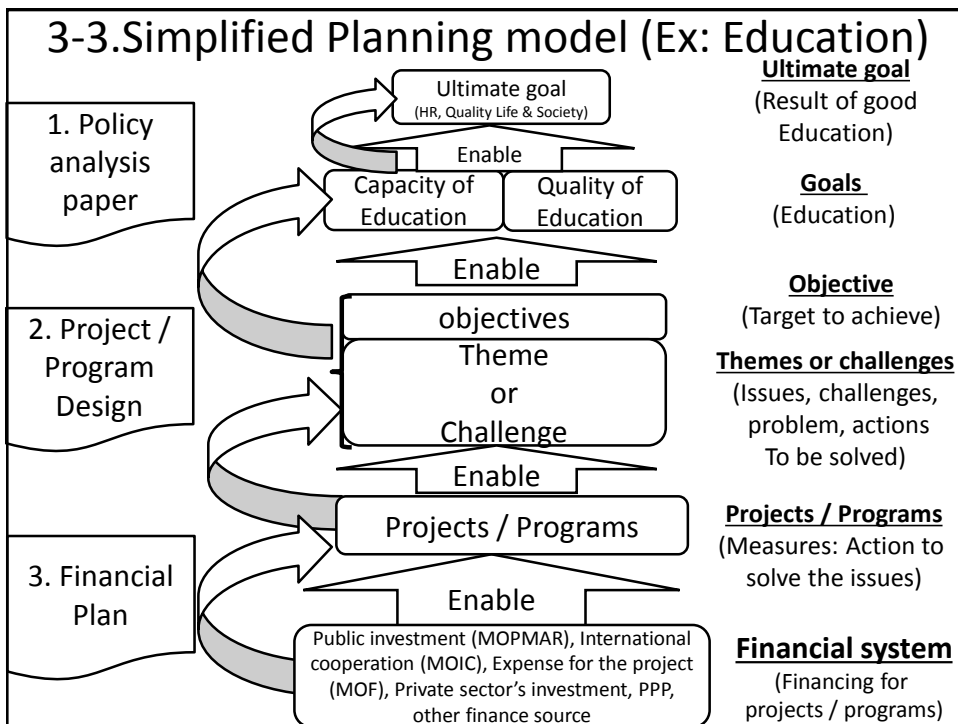 3-3.Simplified Planning model (Ex: Education)
1. Policy
analysis
paper
2. Project /
Program
Design
3. Financial
Plan
Ultimate goal
(HR, Quality Life & Society)
Enable
Capacity of
Education
Quality of
Education
Enable
objectives
Theme
or
Challenge
Enable
Projects / Programs
Enable
Public investment (MOPMAR), International
cooperation (MOIC), Expense for the project
(MOF), Private sector’s investment, PPP,
other finance source
Ultimate goal
(Result of good
Education)
Goals
(Education)
Objective
(Target to achieve)
Themes or challenges
(Issues, challenges,
problem, actions
To be solved)
Projects / Programs
(Measures: Action to
solve the issues)
Financial system
(Financing for
projects / programs)